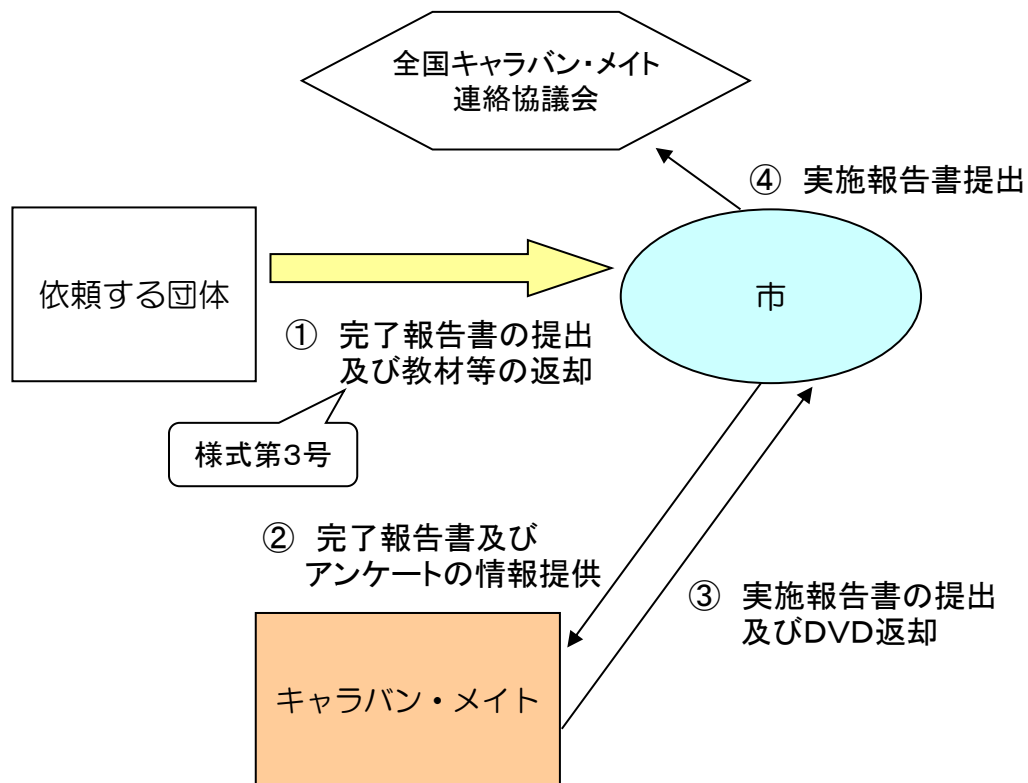 全国キャラバン・メイト
連絡協議会
④ 実施報告書提出
依頼する団体
市
① 完了報告書の提出
及び教材等の返却
様式第3号
② 完了報告書及び
アンケートの情報提供
③ 実施報告書の提出
及びDVD返却
キャラバン・メイト